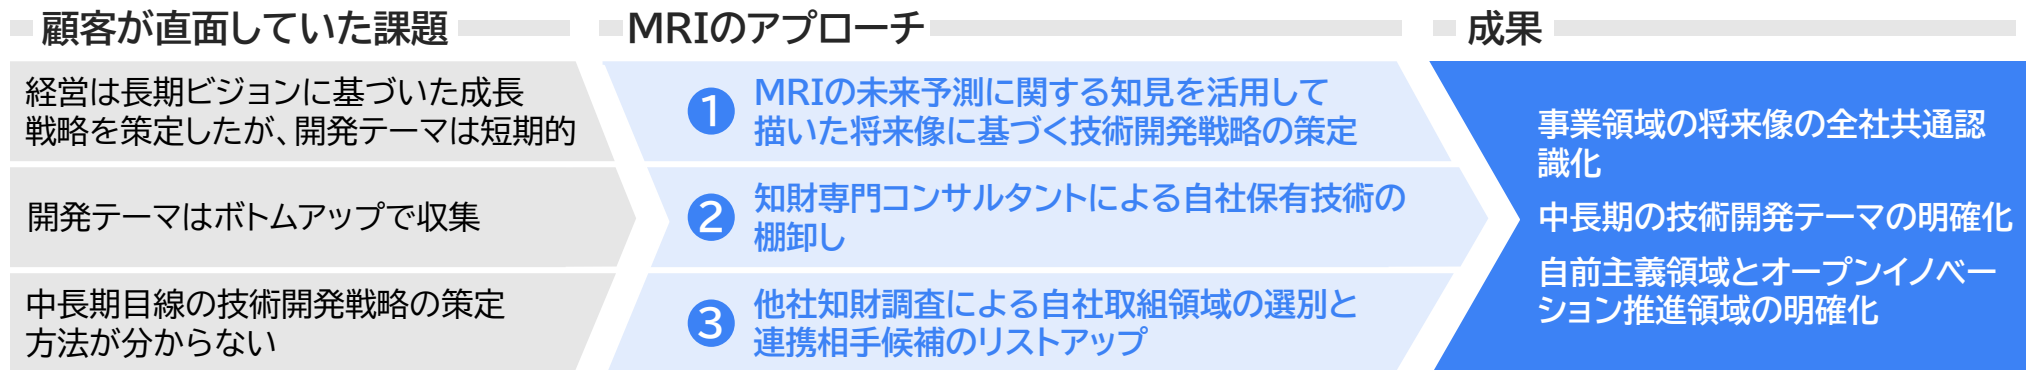 顧客が直面していた課題
経営は長期ビジョンに基づいた成長
戦略を策定したが、開発テーマは短期的
開発テーマはボトムアップで収集
中長期目線の技術開発戦略の策定
方法が分からない
MRIのアプローチ
1
MRIの未来予測に関する知見を活用して
描いた将来像に基づく技術開発戦略の策定
2
知財専門コンサルタントによる自社保有技術の
棚卸し
3
他社知財調査による自社取組領域の選別と
連携相手候補のリストアップ
成果
事業領域の将来像の全社共通認
識化
中長期の技術開発テーマの明確化
自前主義領域とオープンイノベー
ション推進領域の明確化